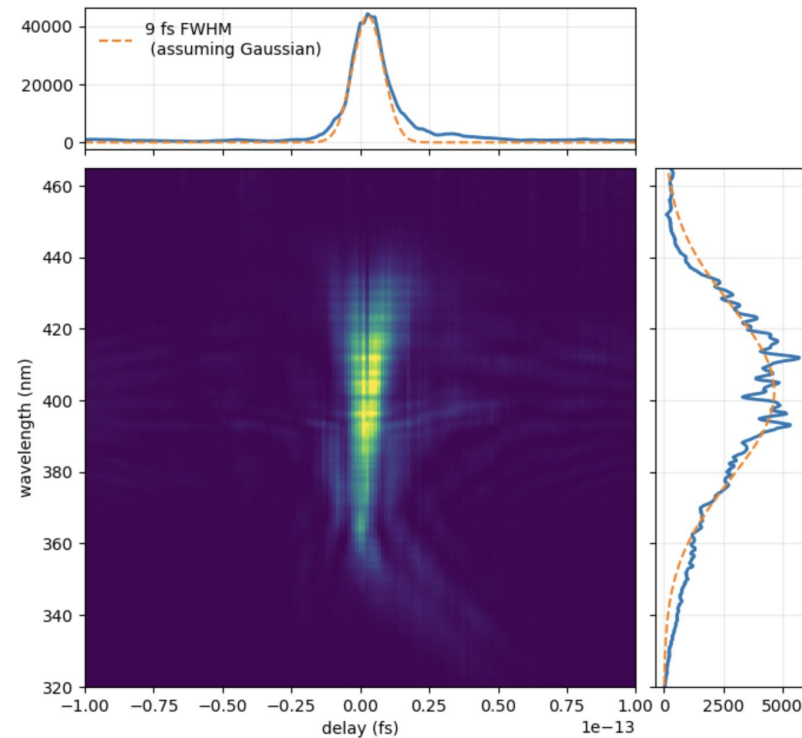 40000
20000
0
9 fs FWHM
(assuming Gaussian)
460
440
420
400
380
360
340
320
wavelength (nm)
−1.00 −0.75 −0.50 −0.25 0.00 0.25 0.50 0.75 1.00
1e−13
delay (fs)
0 2500 5000